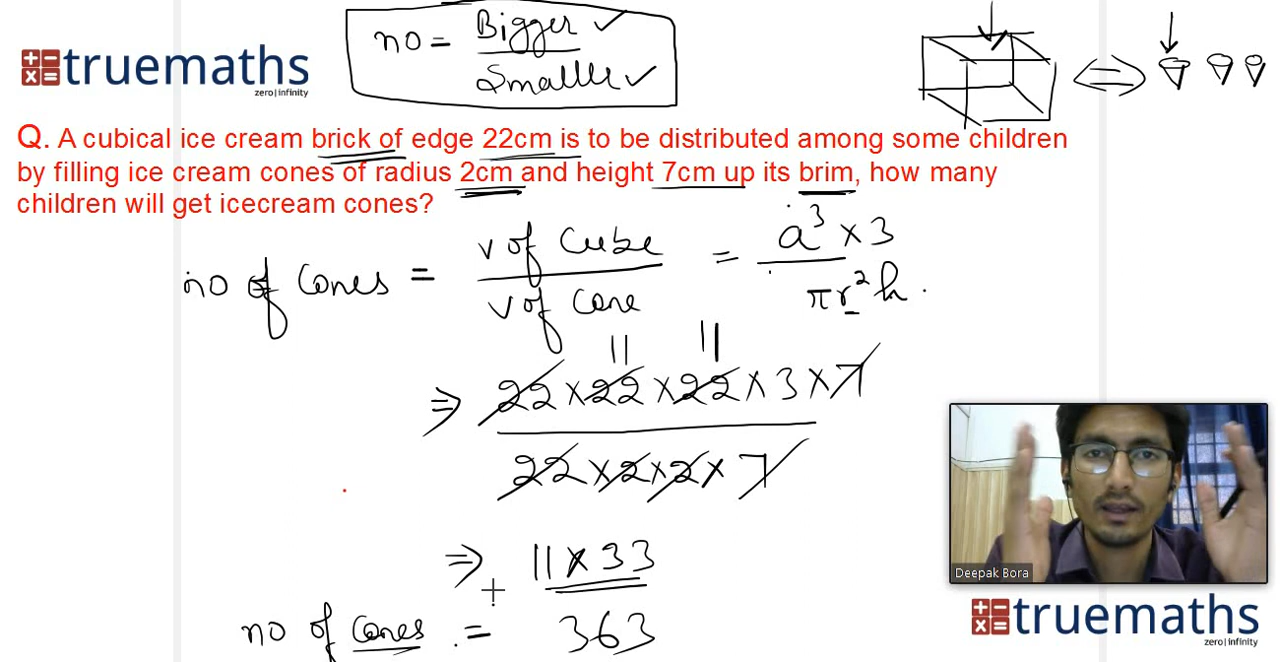 no = Bigger ✓
Smaller ✓
truemaths
zero|infinity
Q. A cubical ice cream brick of edge 22cm is to be distributed among some children
by filling ice cream cones of radius 2cm and height 7cm up its brim, how many
children will get icecream cones?
no of Cones = v of Cube / v of Cone = a³ × 3 / πr²h.
11 11
⇒ 22 × 22 × 22 × 3 × 7
22 × 2 × 2 × 7
⇒ 11 × 33
no of Cones = 363
Deepak Bora
truemaths
zero|infinity